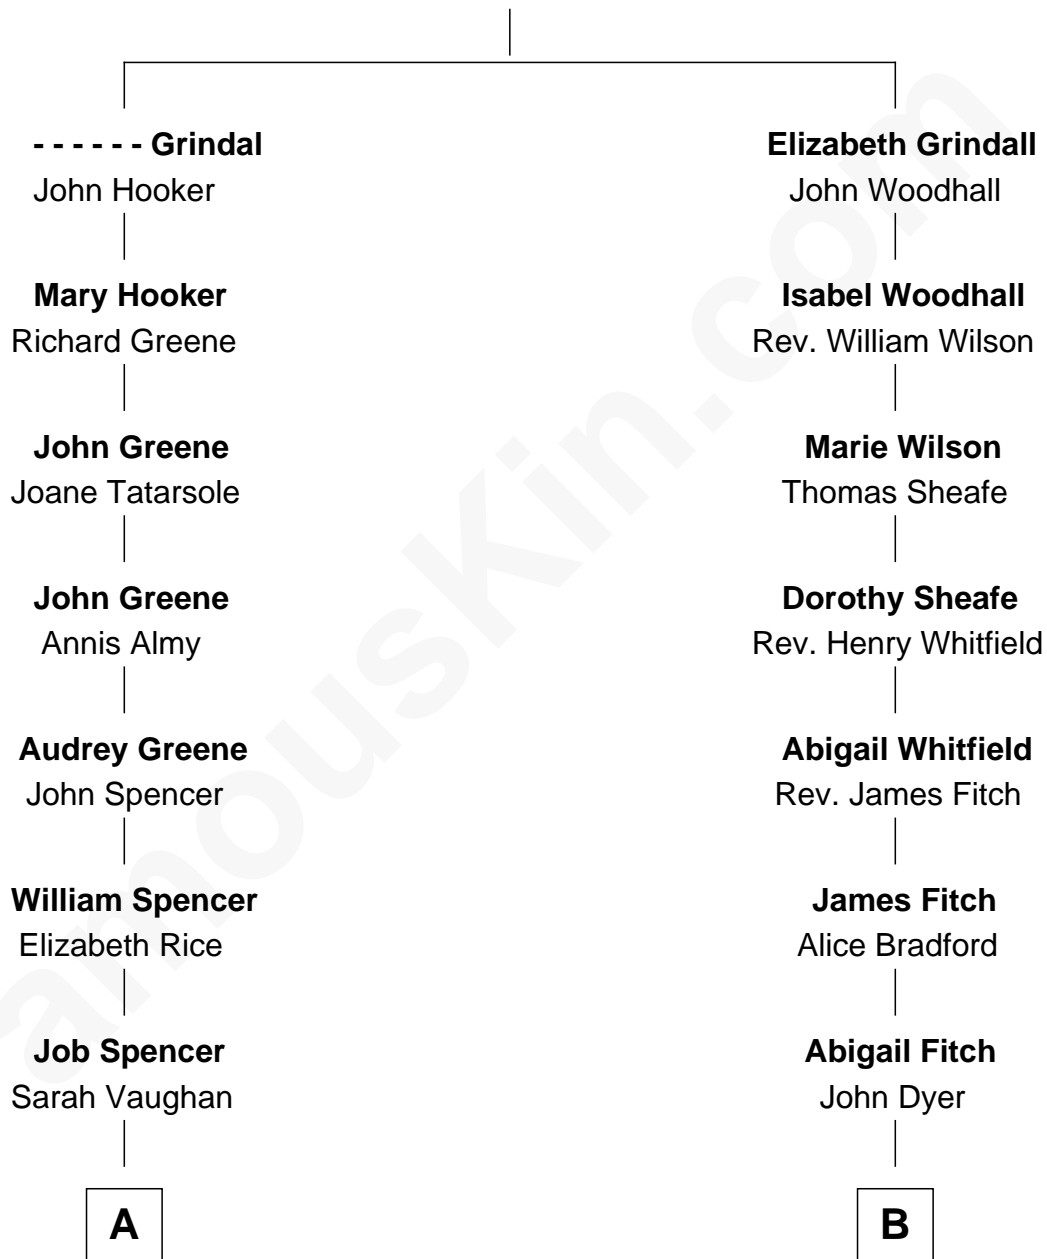 - - - - - - Grindal
John Hooker
Mary Hooker
Richard Greene
John Greene
Joane Tatarsole
John Greene
Annis Almy
Audrey Greene
John Spencer
William Spencer
Elizabeth Rice
Job Spencer
Sarah Vaughan
A
Elizabeth Grindall
John Woodhall
Isabel Woodhall
Rev. William Wilson
Marie Wilson
Thomas Sheafe
Dorothy Sheafe
Rev. Henry Whitfield
Abigail Whitfield
Rev. James Fitch
James Fitch
Alice Bradford
Abigail Fitch
John Dyer
B
amouskin.com